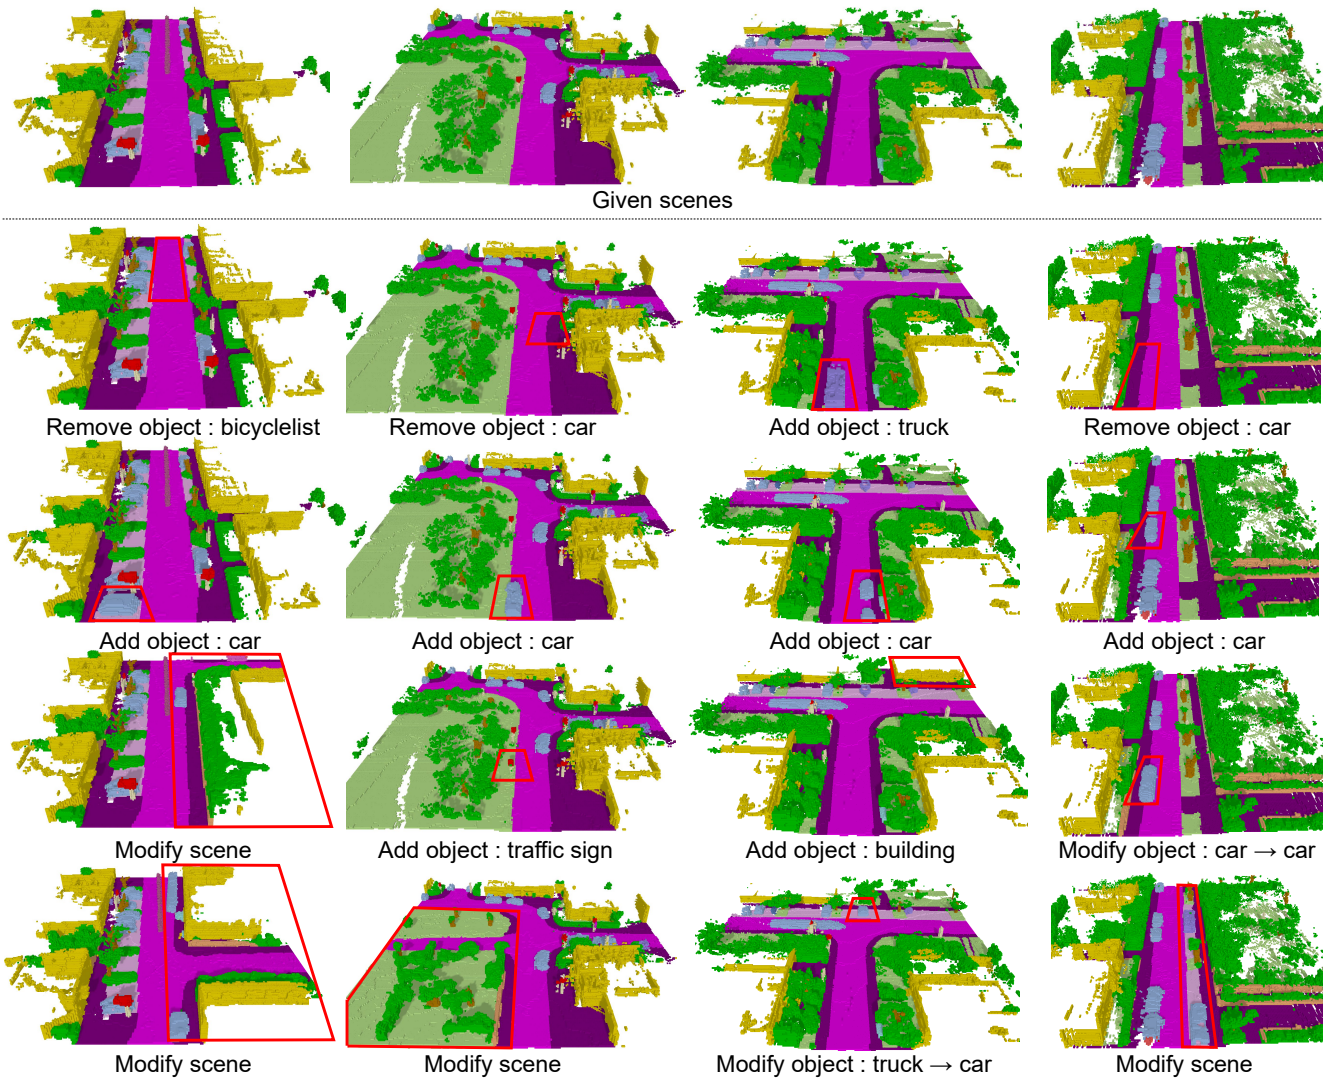 Given scenes
Remove object : bicyclelist
Remove object : car
Add object : truck
Remove object : car
Add object : car
Add object : car
Add object : car
Add object : car
Modify scene
Add object : traffic sign
Add object : building
Modify object : car → car
Modify scene
Modify scene
Modify object : truck → car
Modify scene